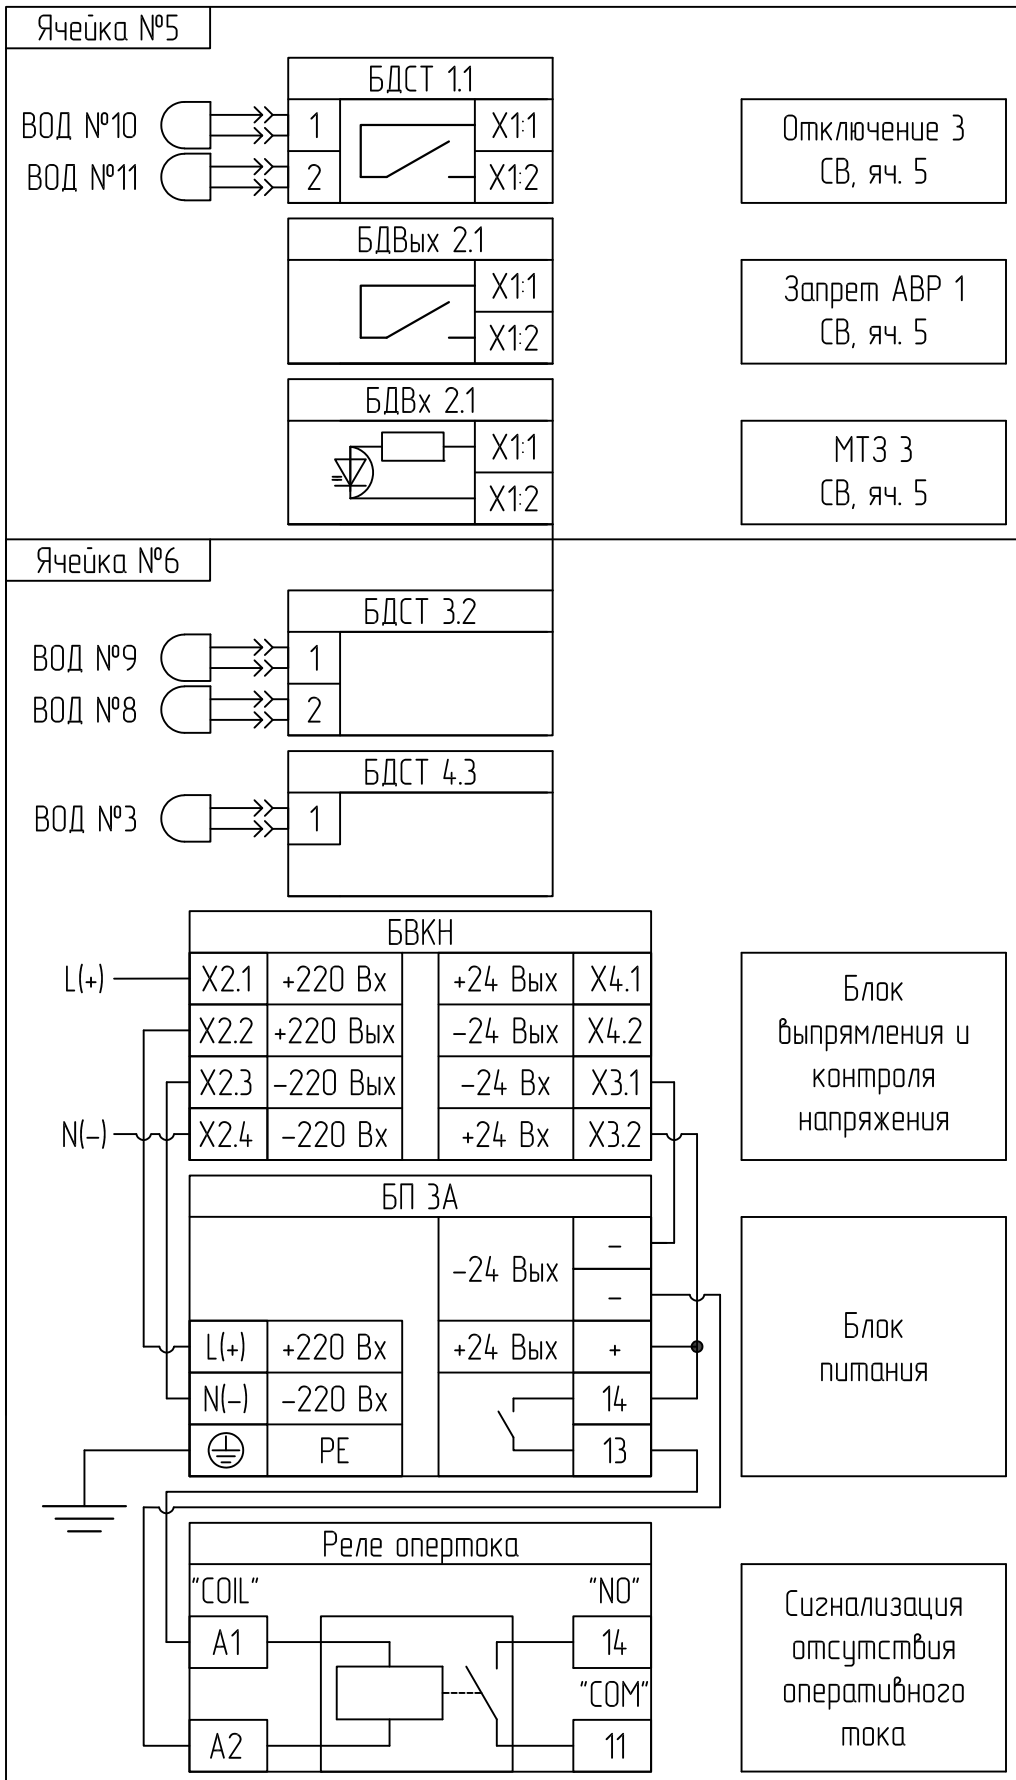 Ячейка №5
БДСТ 1.1
ВОД №10
1
X1:1
ВОД №11
2
X1:2
Отключение 3
СВ, яч. 5
БДВых 2.1
X1:1
X1:2
Запрет АВР 1
СВ, яч. 5
БДВх 2.1
X1:1
X1:2
МТЗ 3
СВ, яч. 5
Ячейка №6
БДСТ 3.2
ВОД №9
1
ВОД №8
2
БДСТ 4.3
ВОД №3
1
БВКН
L(+)
X2.1 +220 Вх +24 Вых X4.1
X2.2 +220 Вых -24 Вых X4.2
X2.3 -220 Вых -24 Вх X3.1
N(-)
X2.4 -220 Вх +24 Вх X3.2
Блок
выпрямления и
контроля
напряжения
БП 3А
-24 Вых
-
-
L(+) +220 Вх +24 Вых +
N(-) -220 Вх 14
PE 13
Блок
питания
Реле опертока
"COIL" "NO"
A1 14
"COM"
A2 11
Сигнализация
отсутствия
оперативного
тока